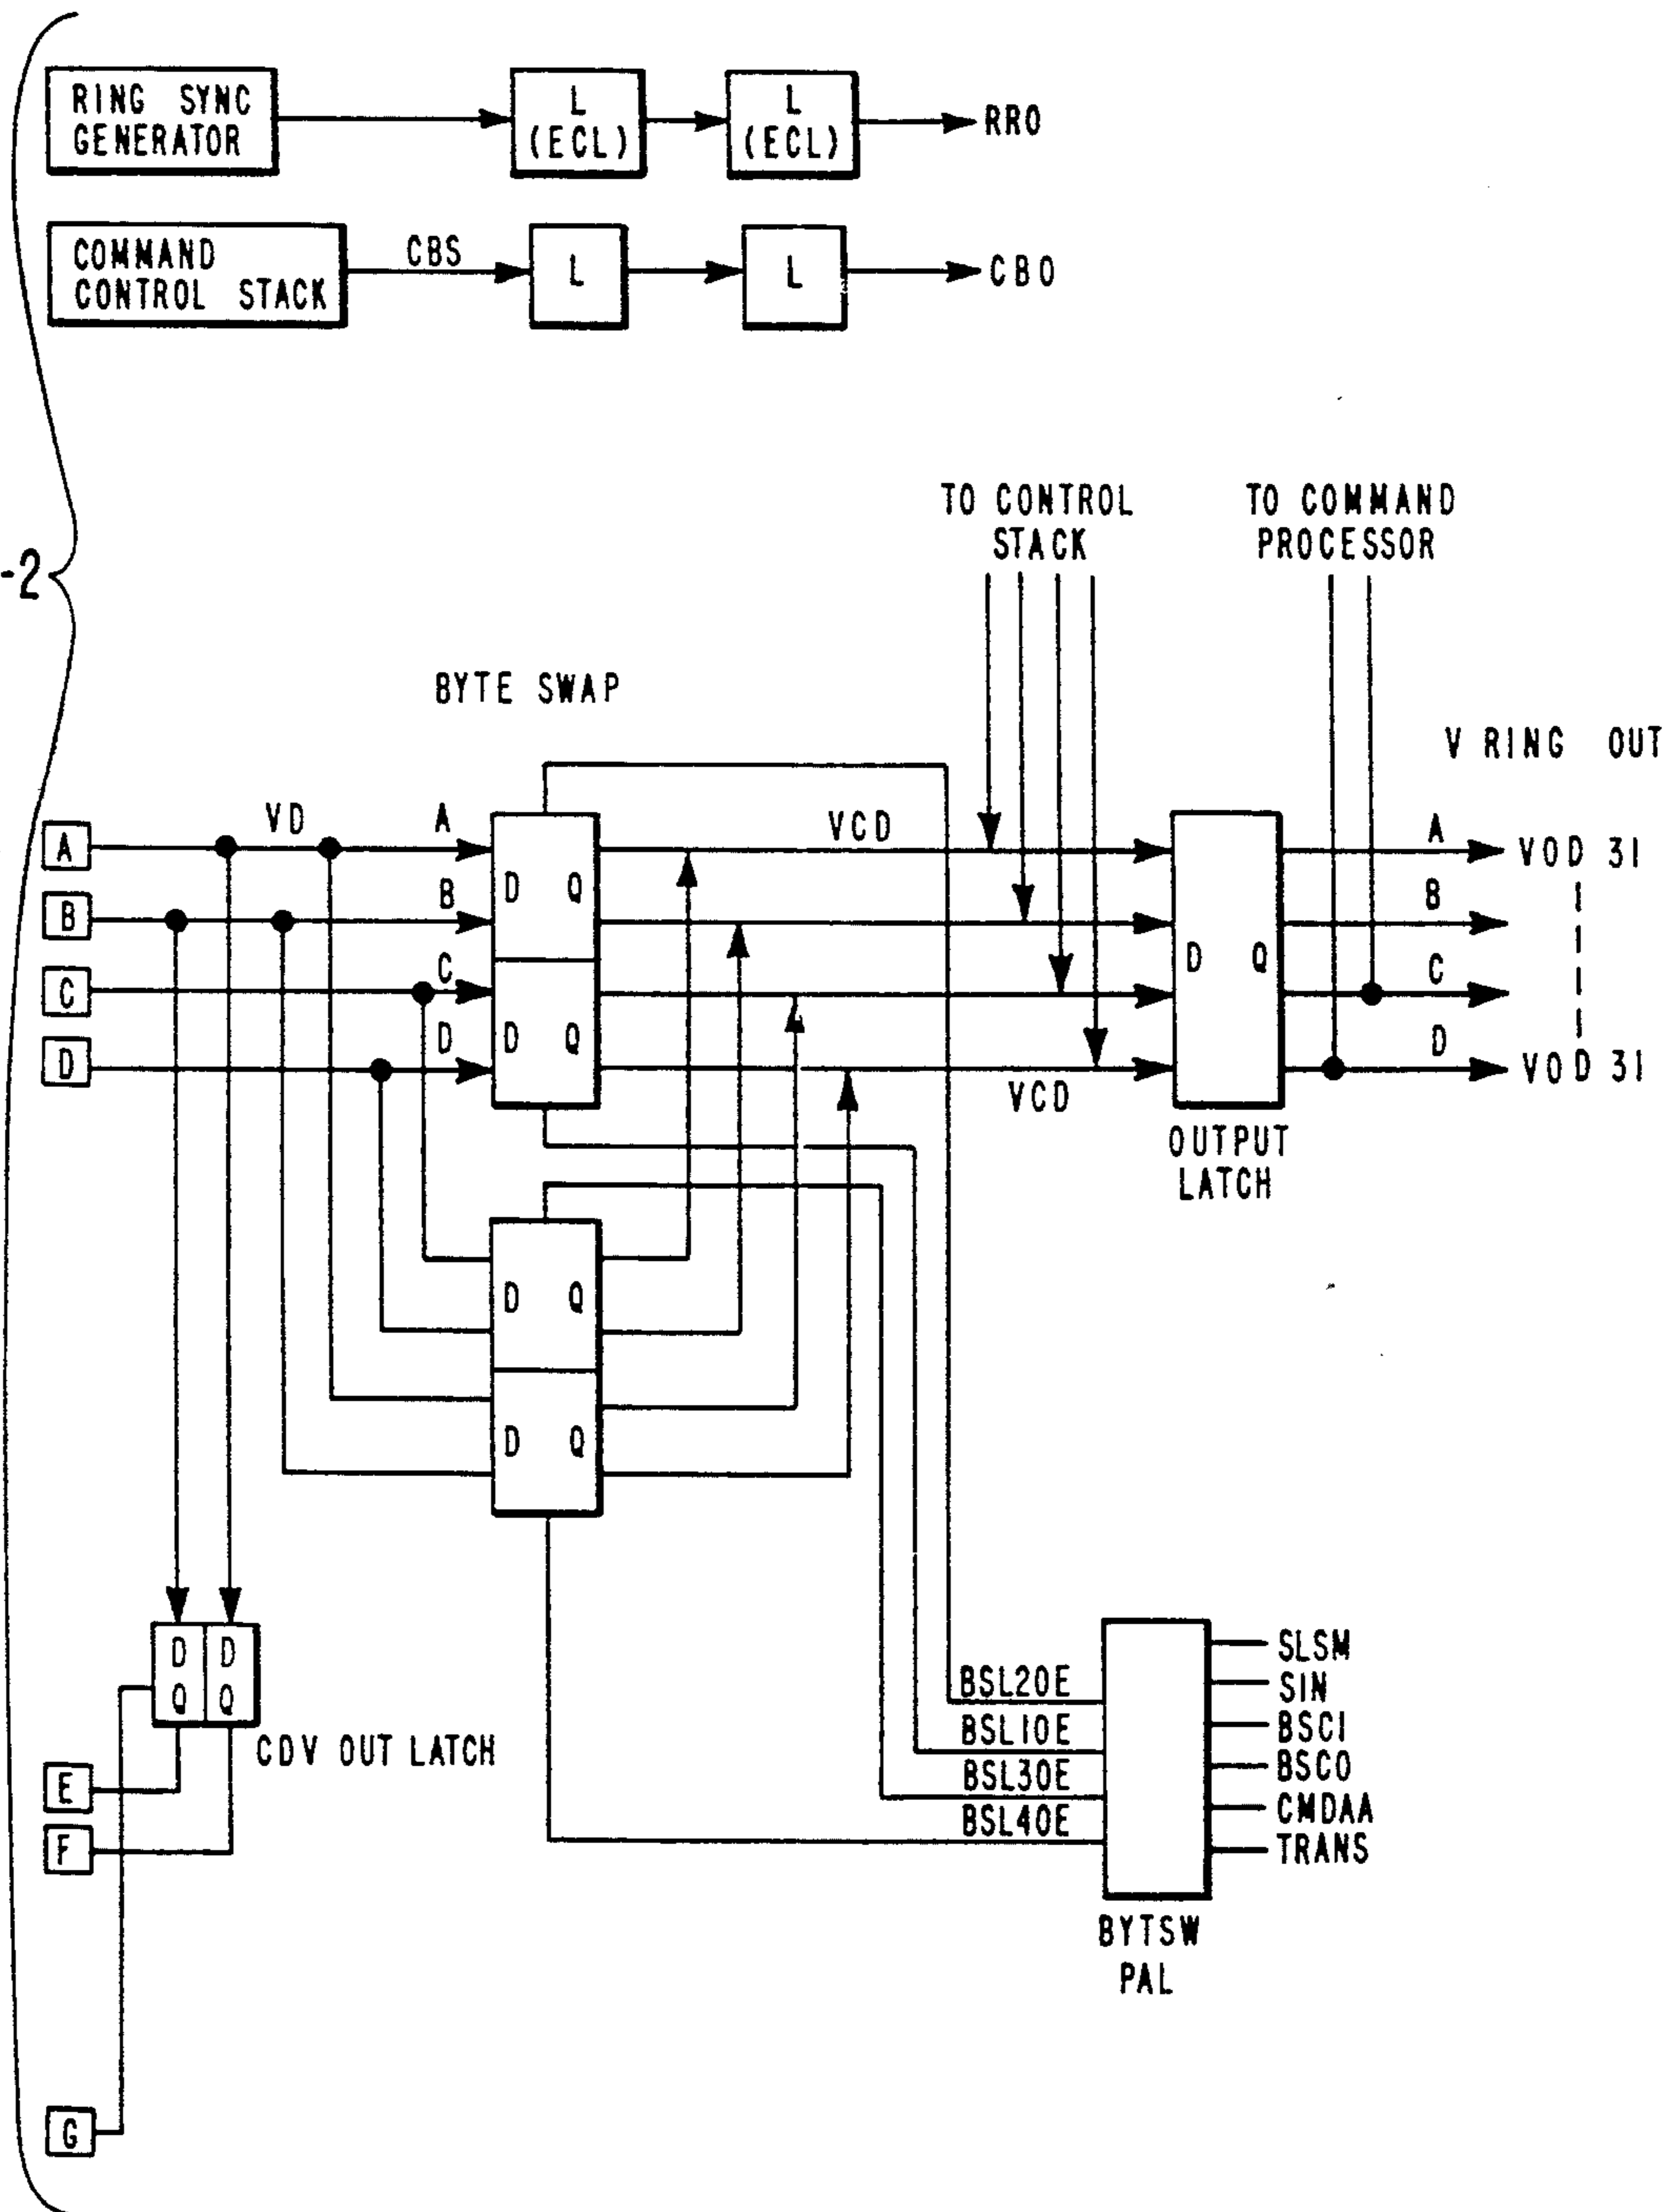 RING SYNC
GENERATOR
L
(ECL)
L
(ECL)
RRO
COMMAND
CONTROL STACK
CBS
L
L
CBO
-2
TO CONTROL
STACK
TO COMMAND
PROCESSOR
BYTE SWAP
V RING OUT
A
VD
A
VCD
A
VOD 31
B
B
D Q
B
C
C
D Q
C
D
D
D Q
VCD
D
VOD 31
OUTPUT
LATCH
D Q
D Q
D D
Q Q
CDV OUT LATCH
E
F
G
BSL20E
BSL10E
BSL30E
BSL40E
SLSM
SIN
BSC1
BSC0
CMDAA
TRANS
BYTSW
PAL